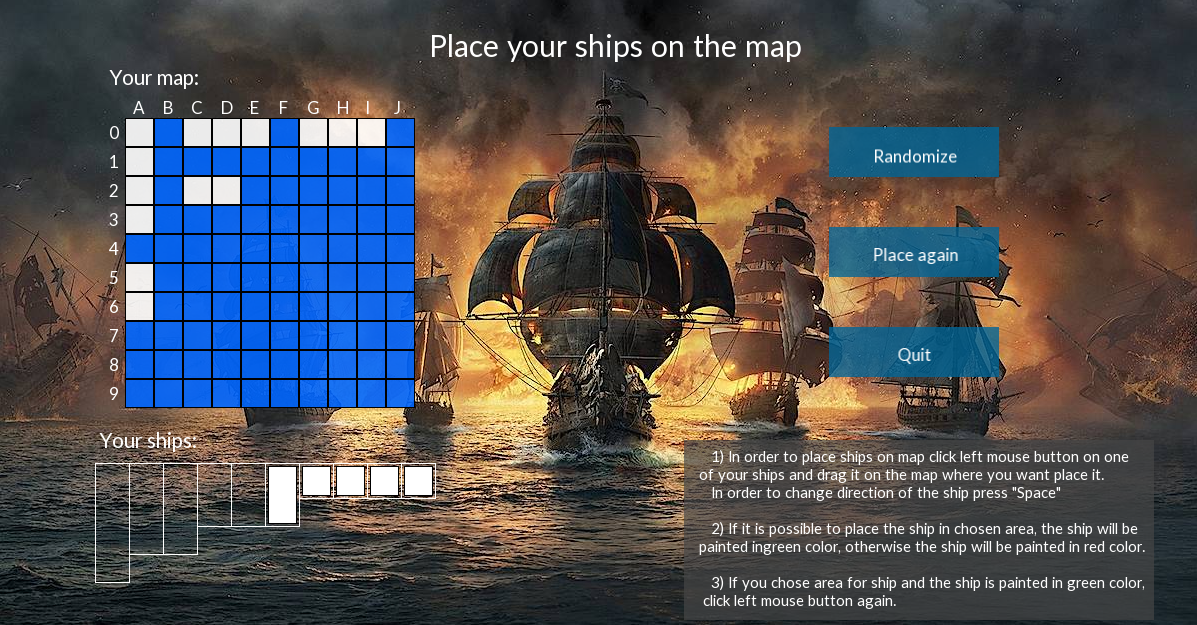 Place your ships on the map
Your map:
A B C D E F G H I J
0
1
2
3
4
5
6
7
8
9
Randomize
Place again
Quit
Your ships:
1) In order to place ships on map click left mouse button on one
of your ships and drag it on the map where you want place it.
In order to change direction of the ship press "Space"
2) If it is possible to place the ship in chosen area, the ship will be
painted ingreen color, otherwise the ship will be painted in red color.
3) If you chose area for ship and the ship is painted in green color,
click left mouse button again.